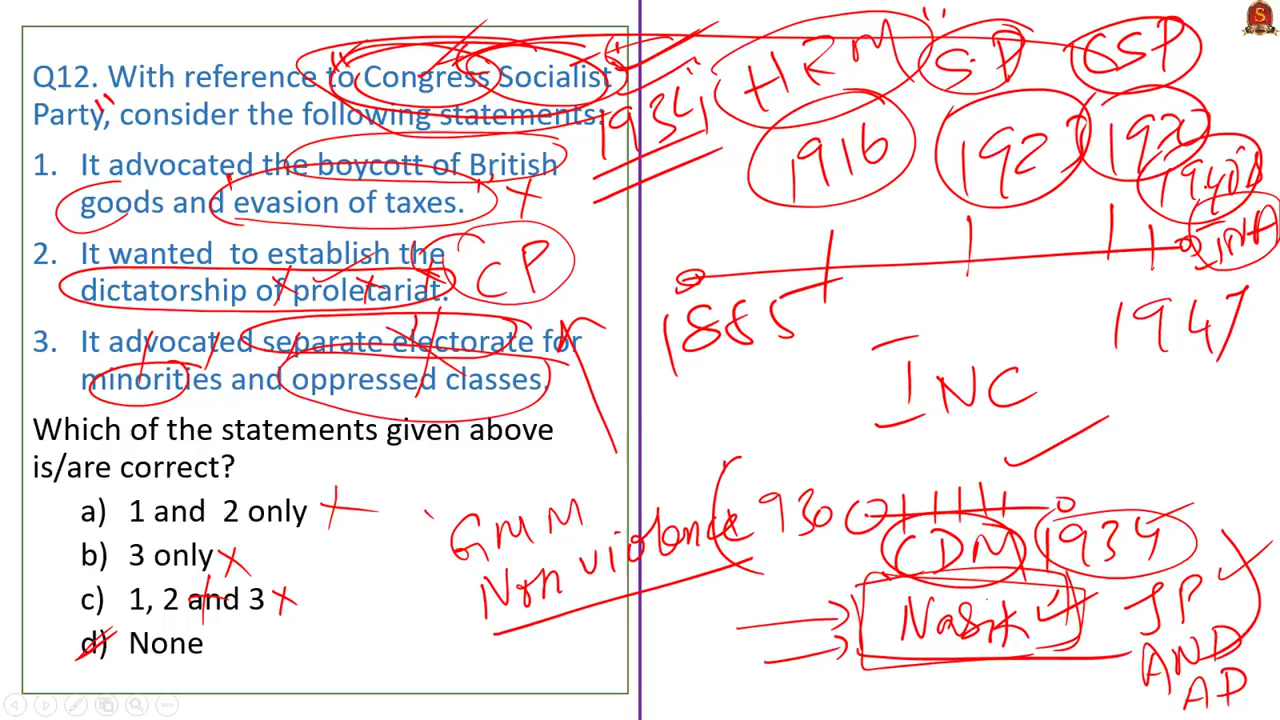 Q12. With reference to "Congress Socialist
Party", consider the following statements:
1. It advocated the boycott of British
goods and evasion of taxes.
2. It wanted to establish the
dictatorship of proletariat.
3. It advocated separate electorate for
minorities and oppressed classes.
Which of the statements given above
is/are correct?
a) 1 and 2 only
b) 3 only
c) 1, 2 and 3
d) None
1934
CP
HRM
SP
CSP
1916
192
192
1940's
INA
1885
1947
INC
GMM
Non violence
1930
CDM
1934
Nasik
JP
AND
AP
S